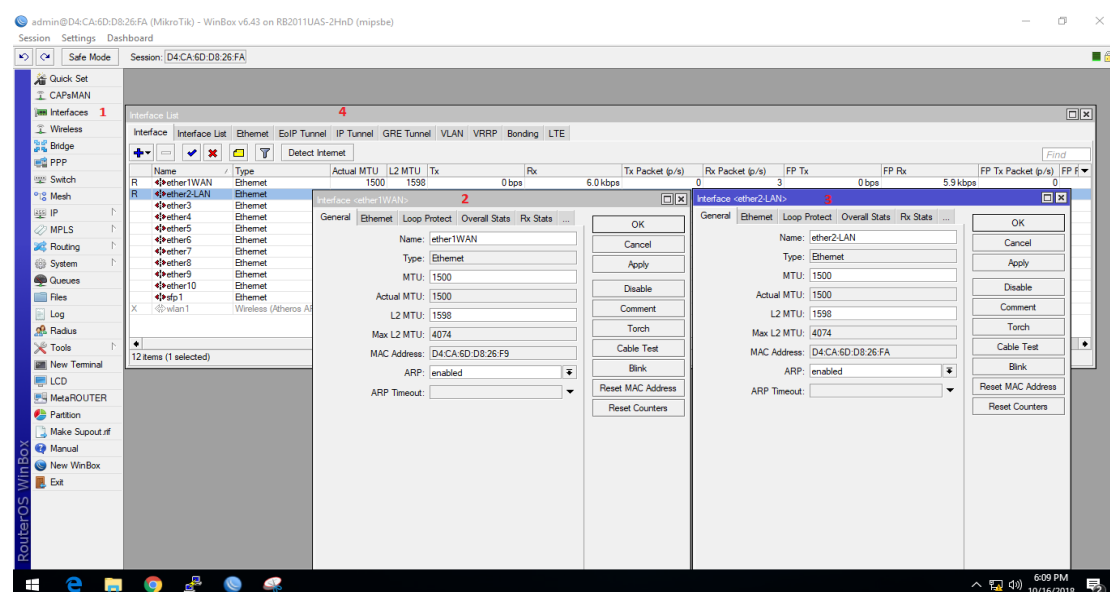 admin@D4:CA:6D:D8:26:FA (MikroTik) - WinBox v6.43 on RB2011UAS-2HnD (mipsbe)
Session Settings Dashboard
Safe Mode Session: D4:CA:6D:D8:26:FA
Quick Set
CAPsMAN
Interfaces 1
Wireless
Bridge
PPP
Switch
Mesh
IP
MPLS
Routing
System
Queues
Files
Log
Radius
Tools
New Terminal
LCD
MetaROUTER
Partition
Make Supout.rif
Manual
New WinBox
Exit
RouterOS WinBox
Interface List 4
Interface Interface List Ethernet EoIP Tunnel IP Tunnel GRE Tunnel VLAN VRRP Bonding LTE
Detect Internet Find
Name Type Actual MTU L2 MTU Tx Rx Tx Packet (p/s) Rx Packet (p/s) FP Tx FP Rx FP Tx Packet (p/s) FP F
R ether1WAN Ethernet 1500 1598 0 bps 6.0 kbps 0 3 0 bps 5.9 kbps 0
R ether2-LAN Ethernet
ether3 Ethernet
ether4 Ethernet
ether5 Ethernet
ether6 Ethernet
ether7 Ethernet
ether8 Ethernet
ether9 Ethernet
ether10 Ethernet
sfp1 Ethernet
X wlan1 Wireless (Atheros AR
12 items (1 selected)
Interface <ether1WAN> 2
General Ethernet Loop Protect Overall Stats Rx Stats ...
Name: ether1WAN
Type: Ethernet
MTU: 1500
Actual MTU: 1500
L2 MTU: 1598
Max L2 MTU: 4074
MAC Address: D4:CA:6D:D8:26:F9
ARP: enabled
ARP Timeout:
OK
Cancel
Apply
Disable
Comment
Torch
Cable Test
Blink
Reset MAC Address
Reset Counters
Interface <ether2-LAN> 3
General Ethernet Loop Protect Overall Stats Rx Stats ...
Name: ether2-LAN
Type: Ethernet
MTU: 1500
Actual MTU: 1500
L2 MTU: 1598
Max L2 MTU: 4074
MAC Address: D4:CA:6D:D8:26:FA
ARP: enabled
ARP Timeout:
OK
Cancel
Apply
Disable
Comment
Torch
Cable Test
Blink
Reset MAC Address
Reset Counters
6:09 PM
10/16/2018